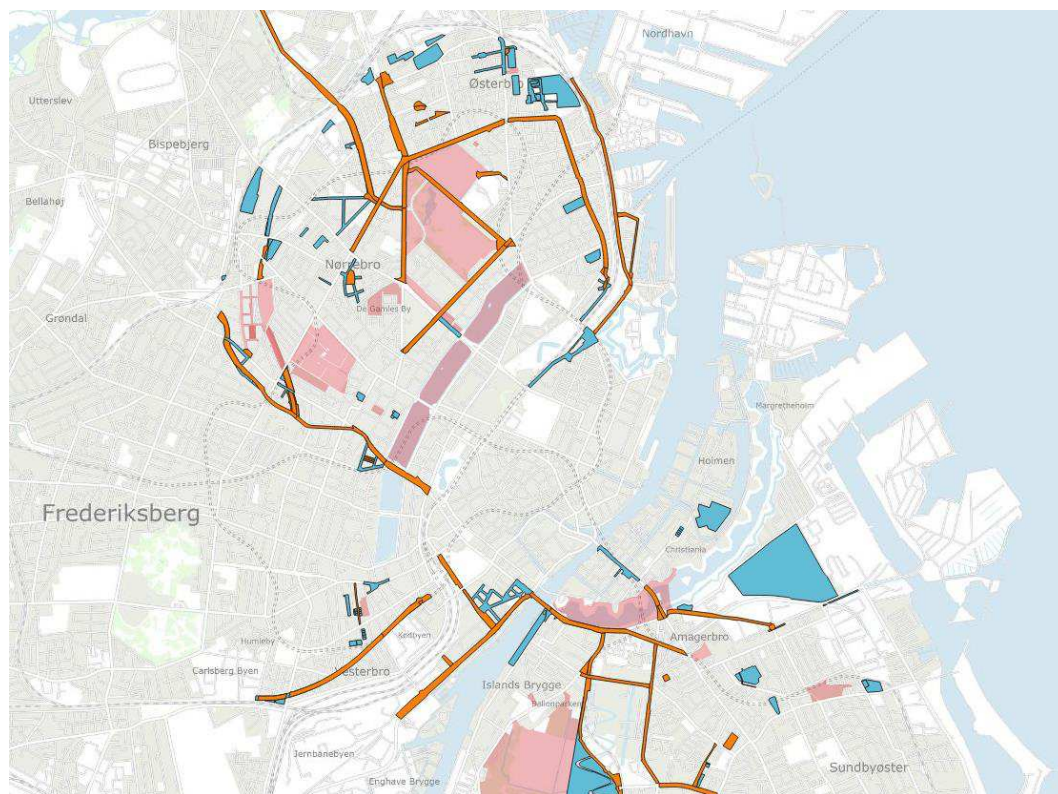 Nordhavn
Østerbro
Utterslev
Bispebjerg
Bellahøj
Nørrebro
De Gamles By
Grøndal
Margretheholm
Holmen
Frederiksberg
Christiania
Humleby
Kødbyen
Amagerbro
Carlsberg Byen
Vesterbro
Islands Brygge
Ballonparken
Jernbanebyen
Sundbyøster
Enghave Brygge